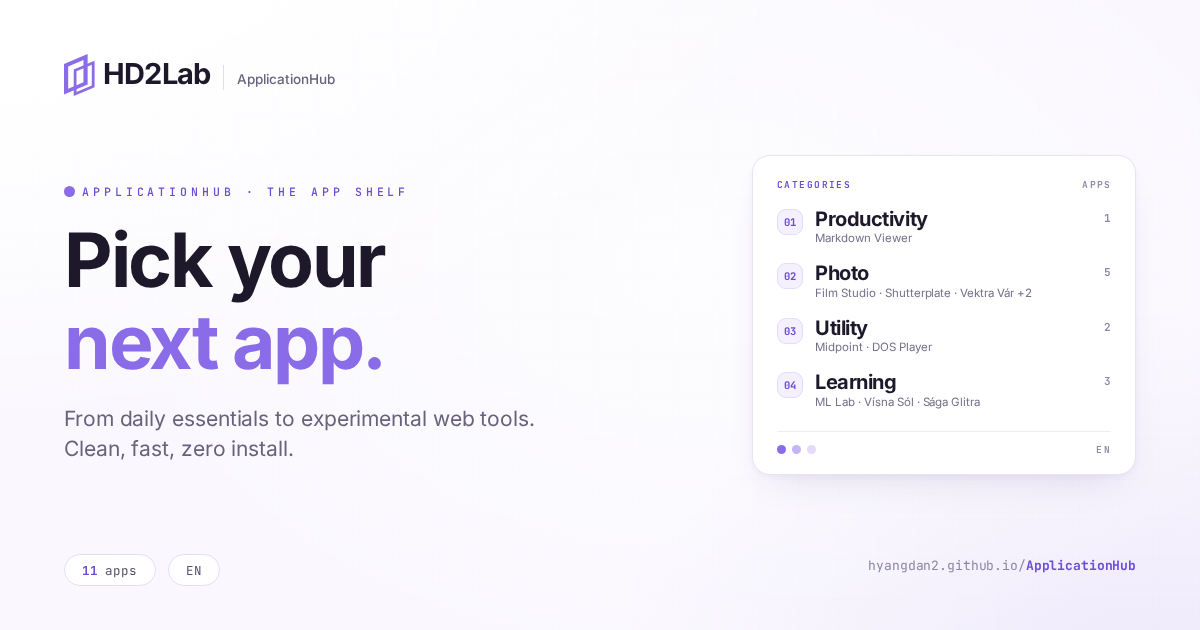 HD2Lab
ApplicationHub
APPLICATIONHUB · THE APP SHELF
Pick your
next app.
From daily essentials to experimental web tools.
Clean, fast, zero install.
CATEGORIES APPS
01 Productivity 1
Markdown Viewer
02 Photo 5
Film Studio · Shutterplate · Vektra Vár +2
03 Utility 2
Midpoint · DOS Player
04 Learning 3
ML Lab · Vísna Sól · Sága Glitra
EN
11 apps
EN
hyangdan2.github.io/ApplicationHub